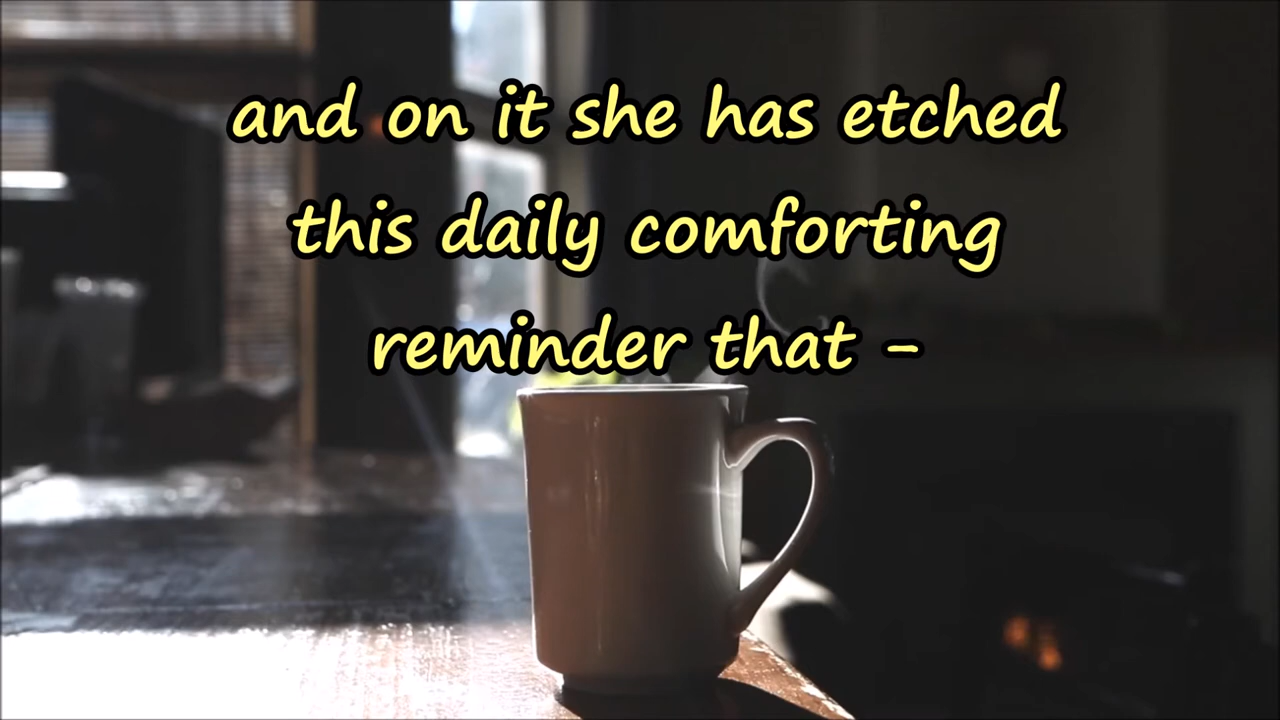 and on it she has etched
this daily comforting
reminder that -